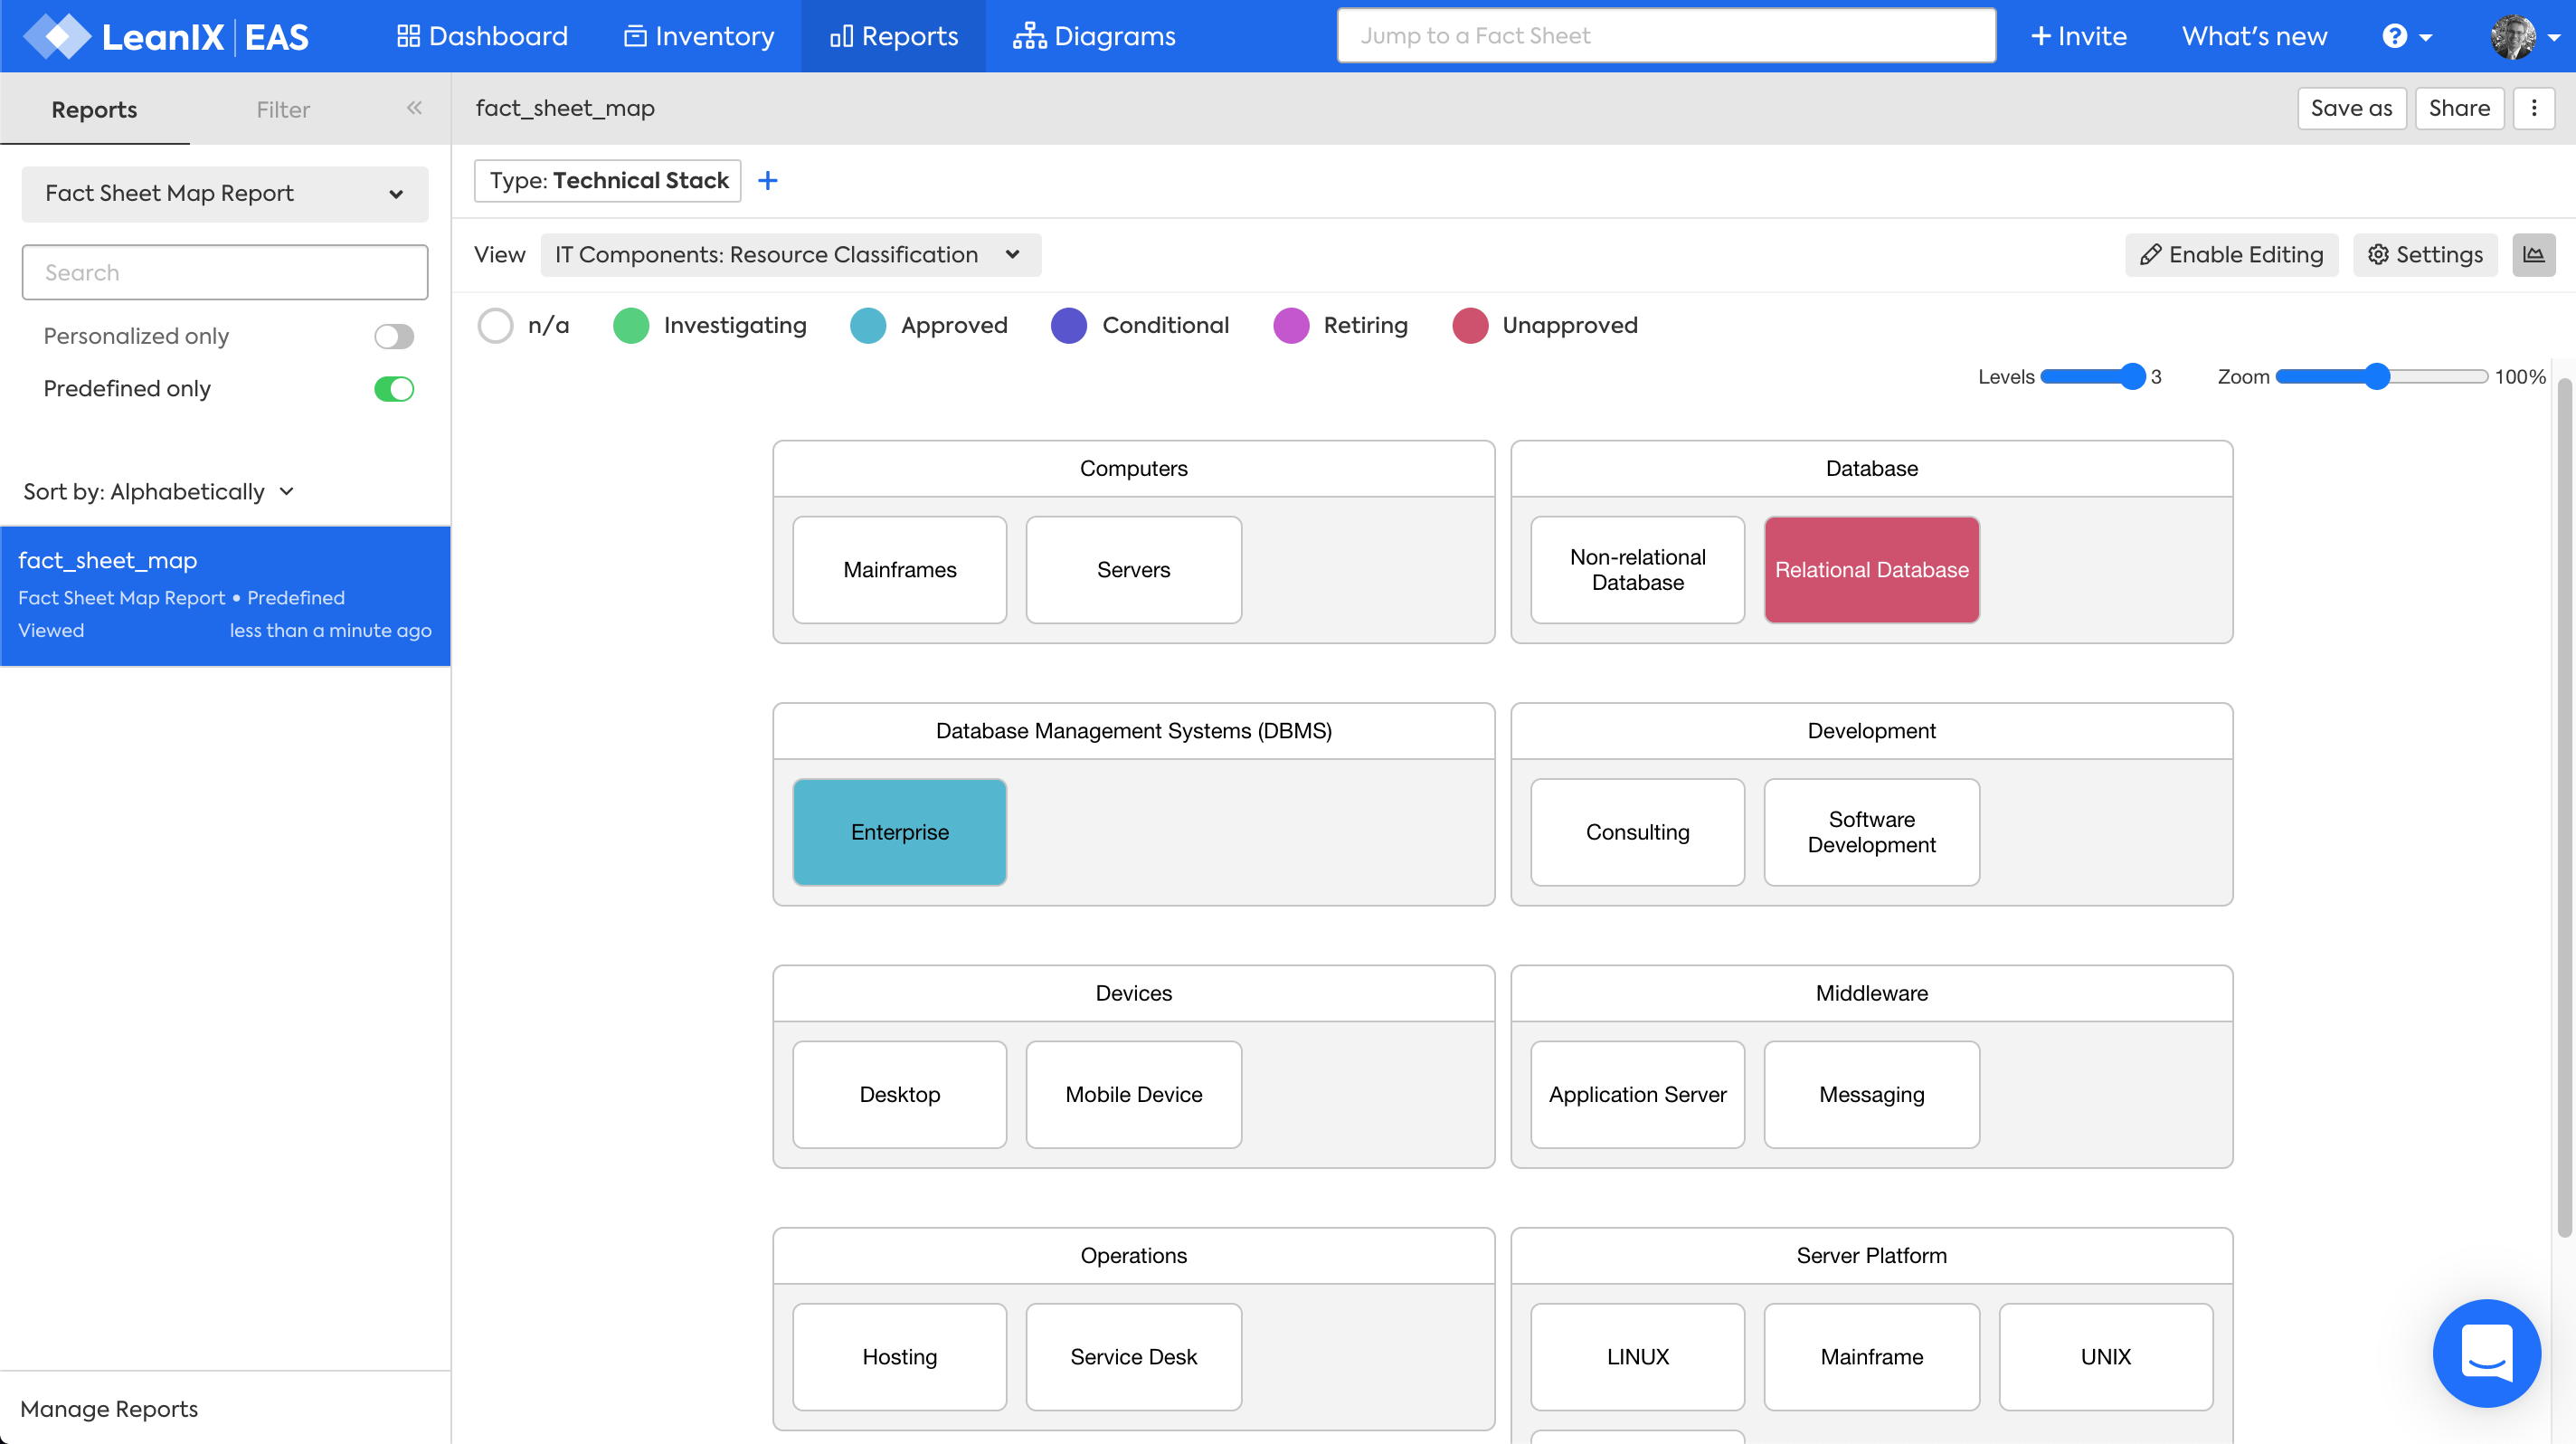 LeanIX EAS
Dashboard
Inventory
Reports
Diagrams
Jump to a Fact Sheet
+ Invite
What's new
?
Reports
Filter
fact_sheet_map
Save as
Share
Fact Sheet Map Report
Type: Technical Stack
+
Search
View
IT Components: Resource Classification
Enable Editing
Settings
n/a
Investigating
Approved
Conditional
Retiring
Unapproved
Personalized only
Predefined only
Levels
3
Zoom
100%
Sort by: Alphabetically
fact_sheet_map
Fact Sheet Map Report • Predefined
Viewed
less than a minute ago
Computers
Mainframes
Servers
Database
Non-relational
Database
Relational Database
Database Management Systems (DBMS)
Enterprise
Development
Consulting
Software
Development
Devices
Desktop
Mobile Device
Middleware
Application Server
Messaging
Operations
Hosting
Service Desk
Server Platform
LINUX
Mainframe
UNIX
Manage Reports